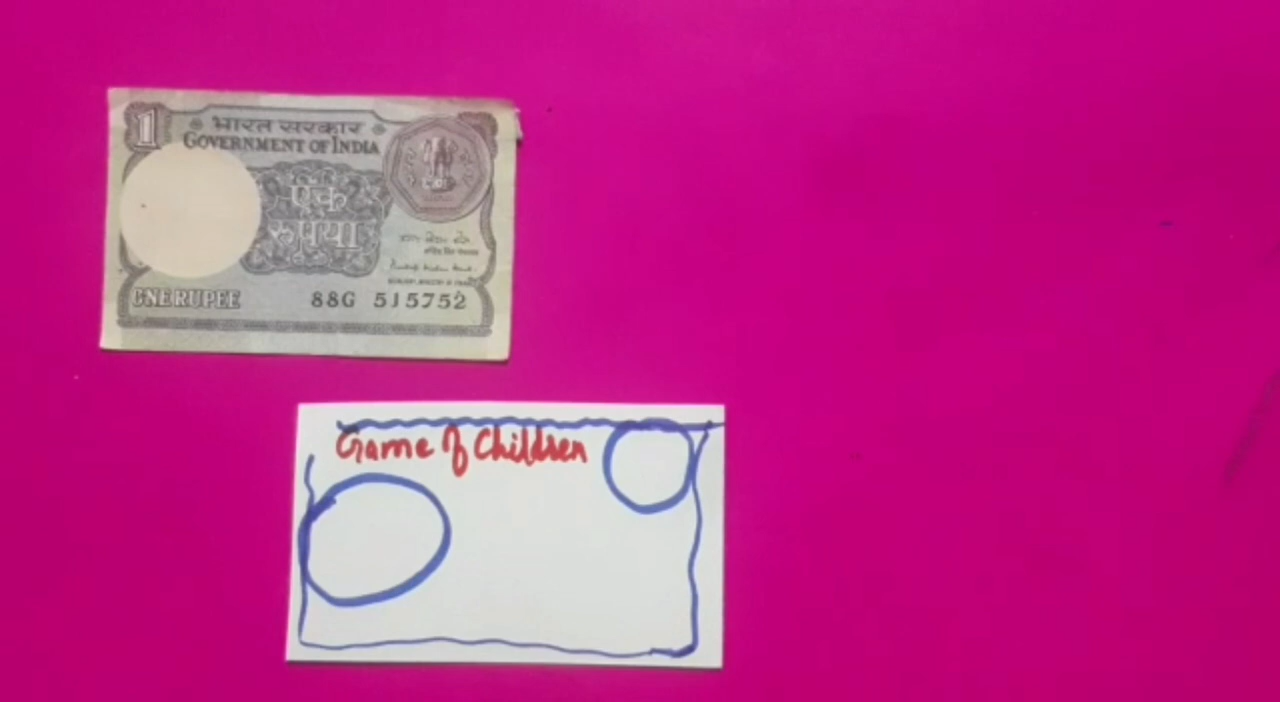 1
भारत सरकार
GOVERNMENT OF INDIA
एक
रुपया
ONE RUPEE 88G 515752
Game of Children